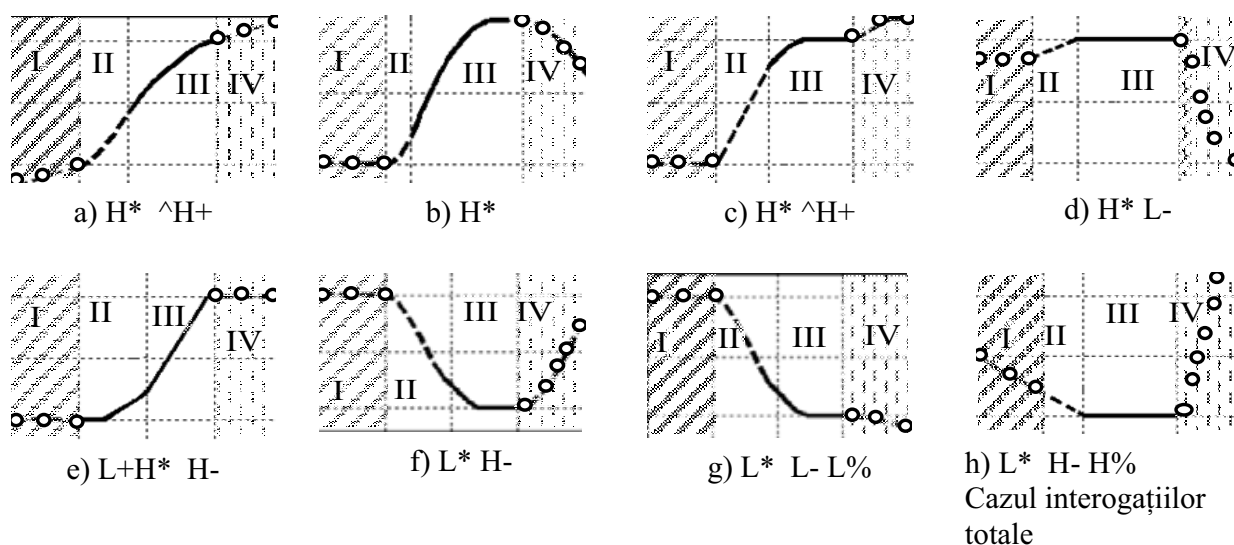 I II III IV
I II III IV
I II III IV
I II III IV
a) H* ^H+
b) H*
c) H* ^H+
d) H* L-
I II III IV
I III IV
I II
I II III IV
I II III IV
e) L+H* H-
f) L* H-
g) L* L- L%
h) L* H- H%
Cazul interogațiilor
totale